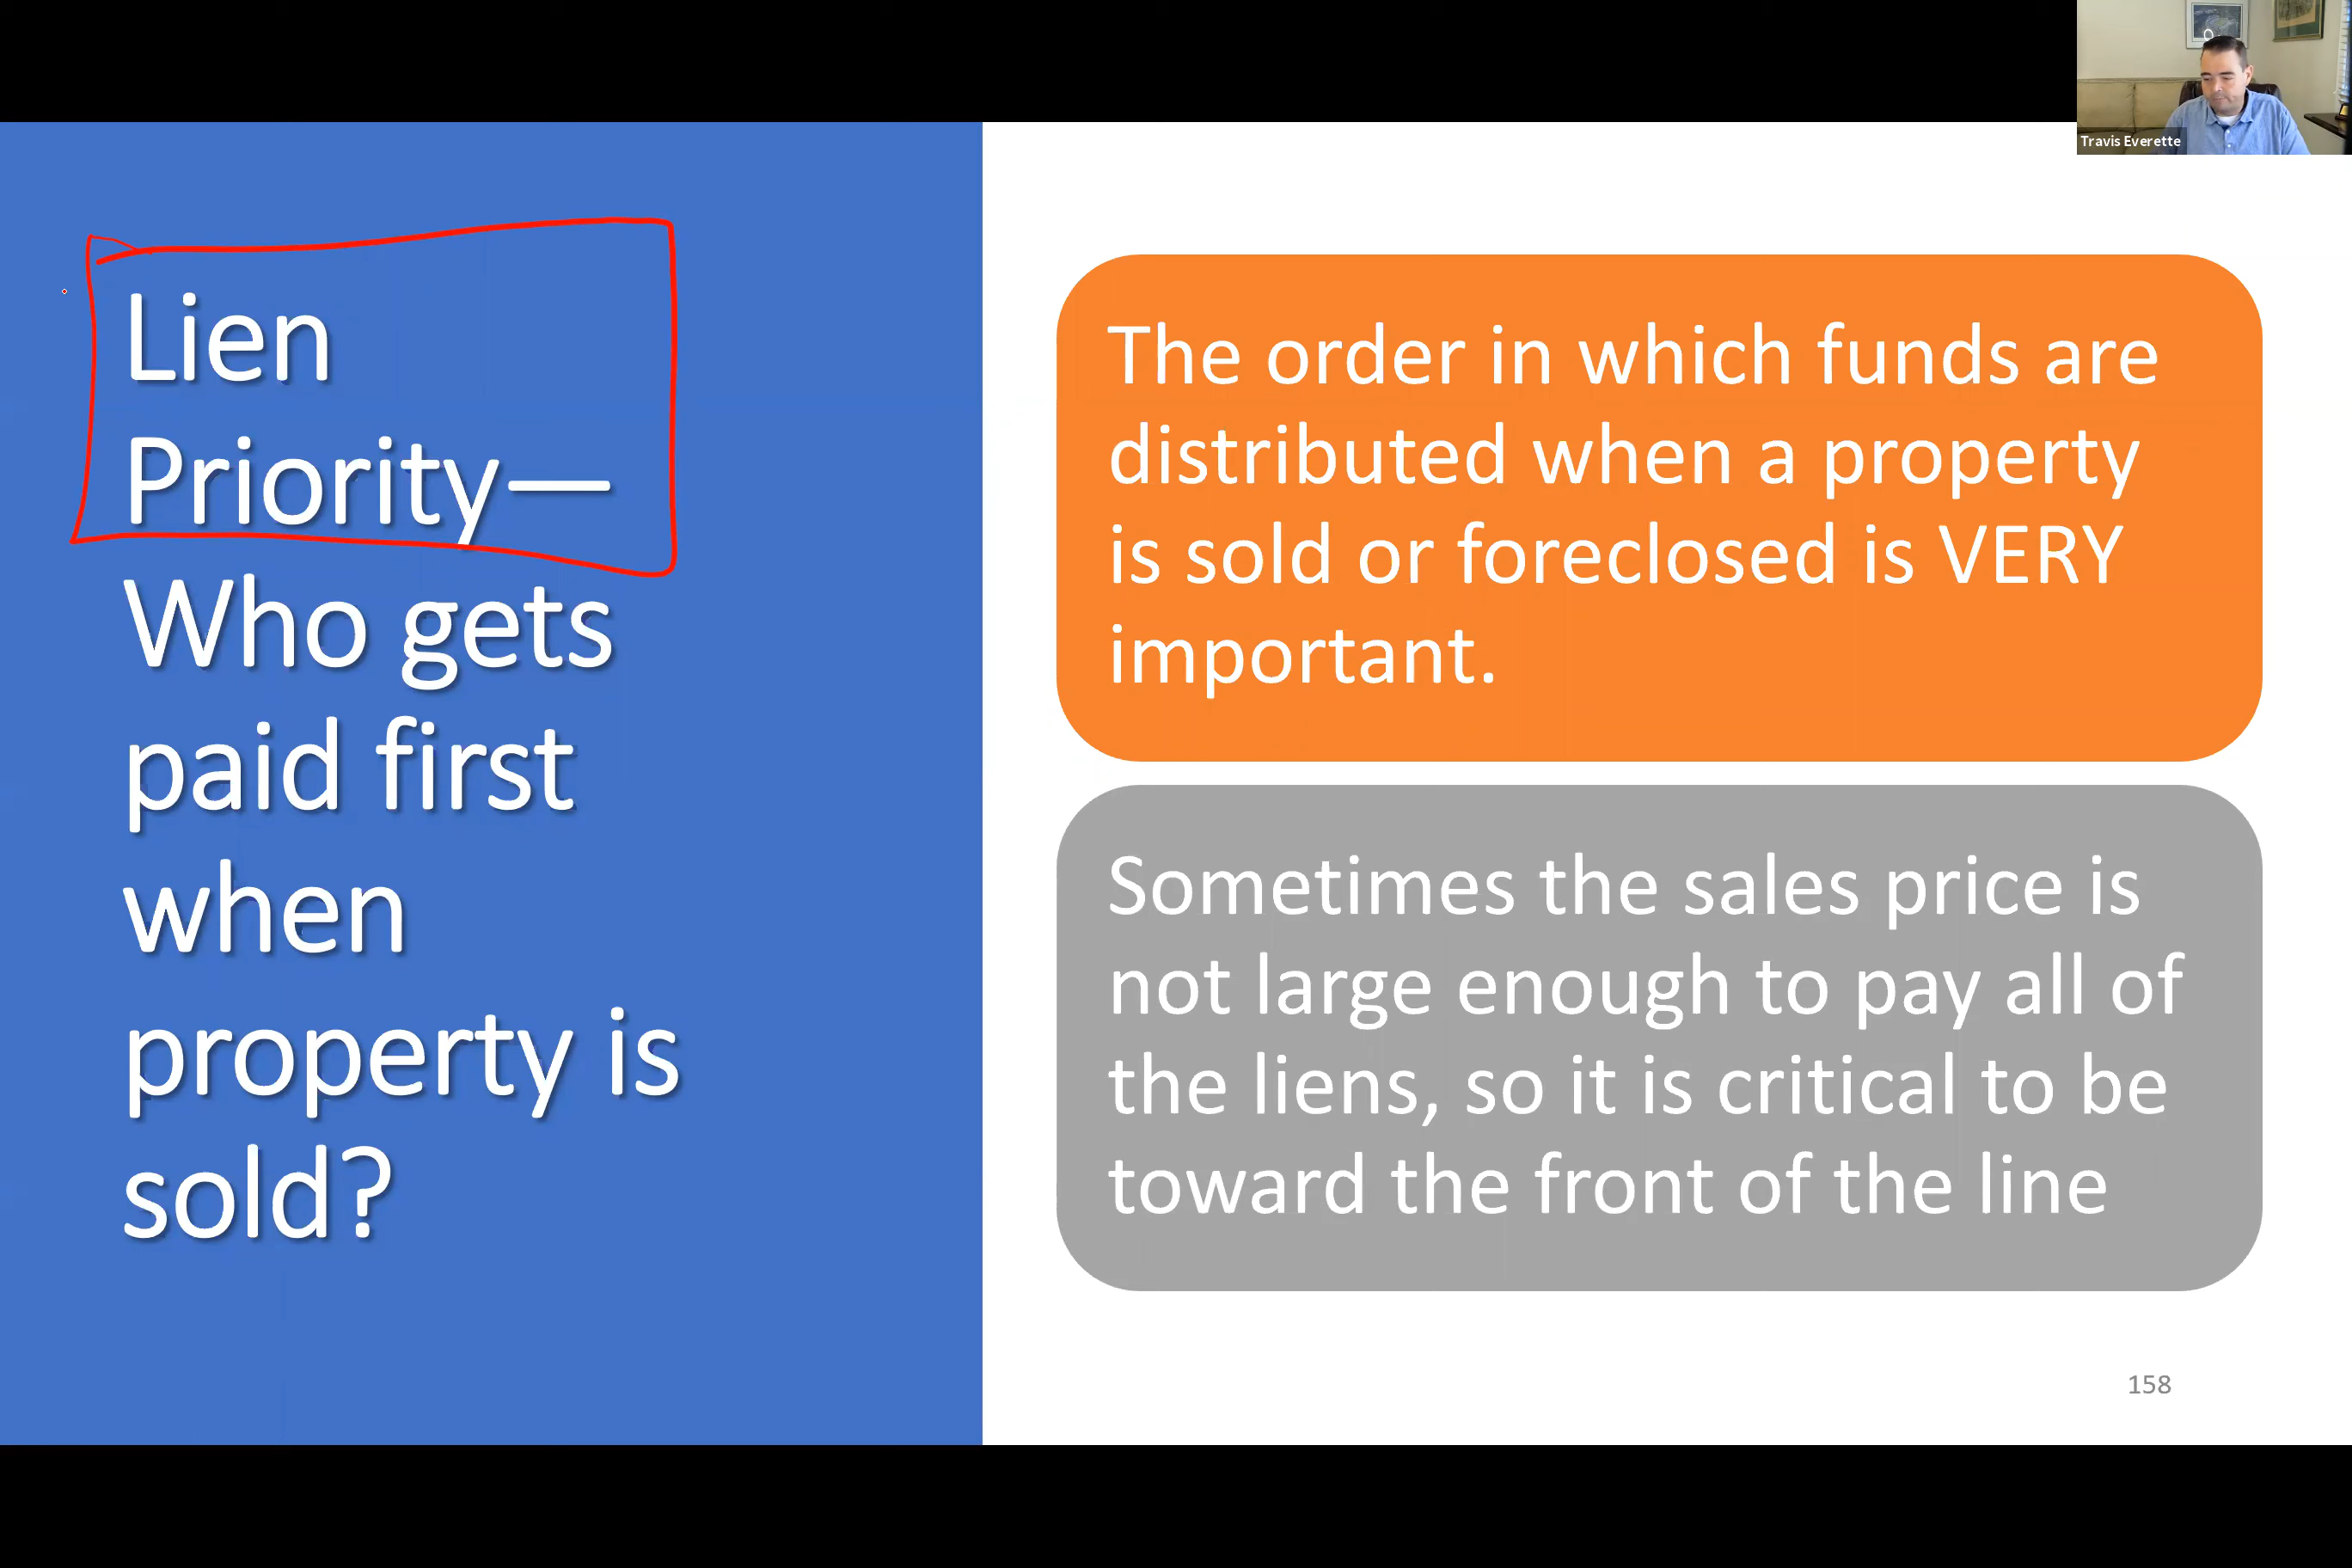 Travis Everette
Lien
Priority—
Who gets
paid first
when
property is
sold?
The order in which funds are
distributed when a property
is sold or foreclosed is VERY
important.
Sometimes the sales price is
not large enough to pay all of
the liens, so it is critical to be
toward the front of the line
158